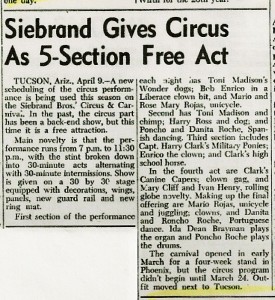 Siebrand Gives Circus
As 5-Section Free Act
TUCSON, Ariz., April 9.—A new
scheduling of the circus perform-
ance is being used this season on
the Siebrand Bros.' Circus & Car-
nival. In the past, the circus part
has been a back-end show, but this
time it is a free attraction.
Main novelty is that the per-
formance runs from 7 p.m. to 11:30
p.m., with the stint broken down
into 30-minute acts alternating
with 30-minute intermissions. Show
is given on a 30 by 30 stage
equipped with decorations, wings,
panels, new guard rail and new
ring mat.
First section of the performance
each night has Toni Madison's
Wonder dogs; Beb Enrico in a
Liberace clown bit, and Mario and
Rose Mary Rojas, unicycle.
Second has Toni Madison and
chimp; Harry Ross and dog; and
Poncho and Danita Roche, Span-
ish dancing. Third section includes
Capt. Harry Clark's Military Ponies;
Enrico the clown; and Clark's high
school horse.
In the fourth act are Clark's
Canine Capers; clown gag, and
Xary Cliff and Ivan Henry, rolling
globe novelty. Making up the final
offering are Mario Rojas, unicycle
and juggling; clowns, and Danita
and Poncho Roche, Portuguese
dance. Ida Dean Brayman plays
the organ and Poncho Roche plays
the drums.
The carnival opened in early
March for a four-week stand in
Phoenix, but the circus program
didn't begin until March 24. Out-
fit moved next to Tucson.